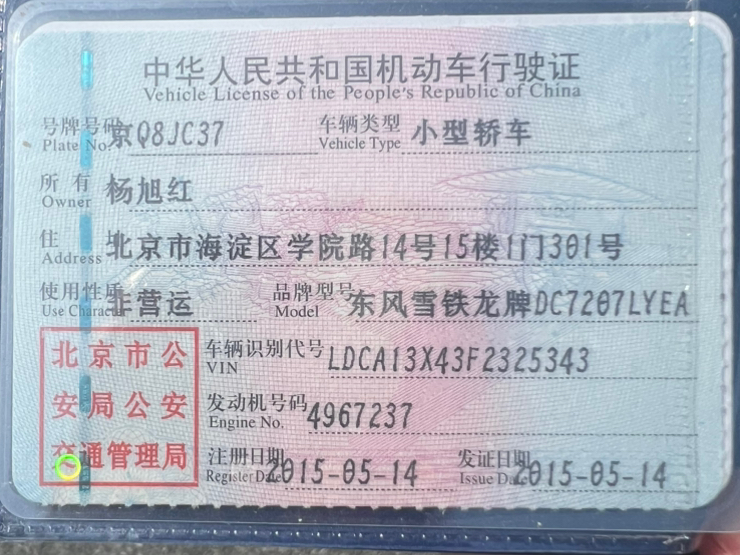 中华人民共和国机动车行驶证
Vehicle License of the People's Republic of China
号牌号码 京Q8JC37 车辆类型 小型轿车
Plate No. Vehicle Type
所有 杨旭红
Owner
住址 北京市海淀区学院路14号15楼1门301号
Address
使用性质 非营运 品牌型号 东风雪铁龙牌DC7207LYEA
Use Character Model
北京市公安局公安交通管理局
车辆识别代号 LDCA13X43F2325343
VIN
发动机号码 4967237
Engine No.
注册日期 2015-05-14 发证日期 2015-05-14
Register Date Issue Date